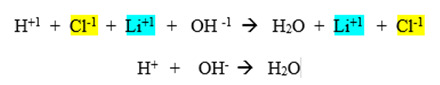 H⁺¹ + Cl⁻¹ + Li⁺¹ + OH ⁻¹ → H₂O + Li⁺¹ + Cl⁻¹
H⁺ + OH⁻ → H₂O